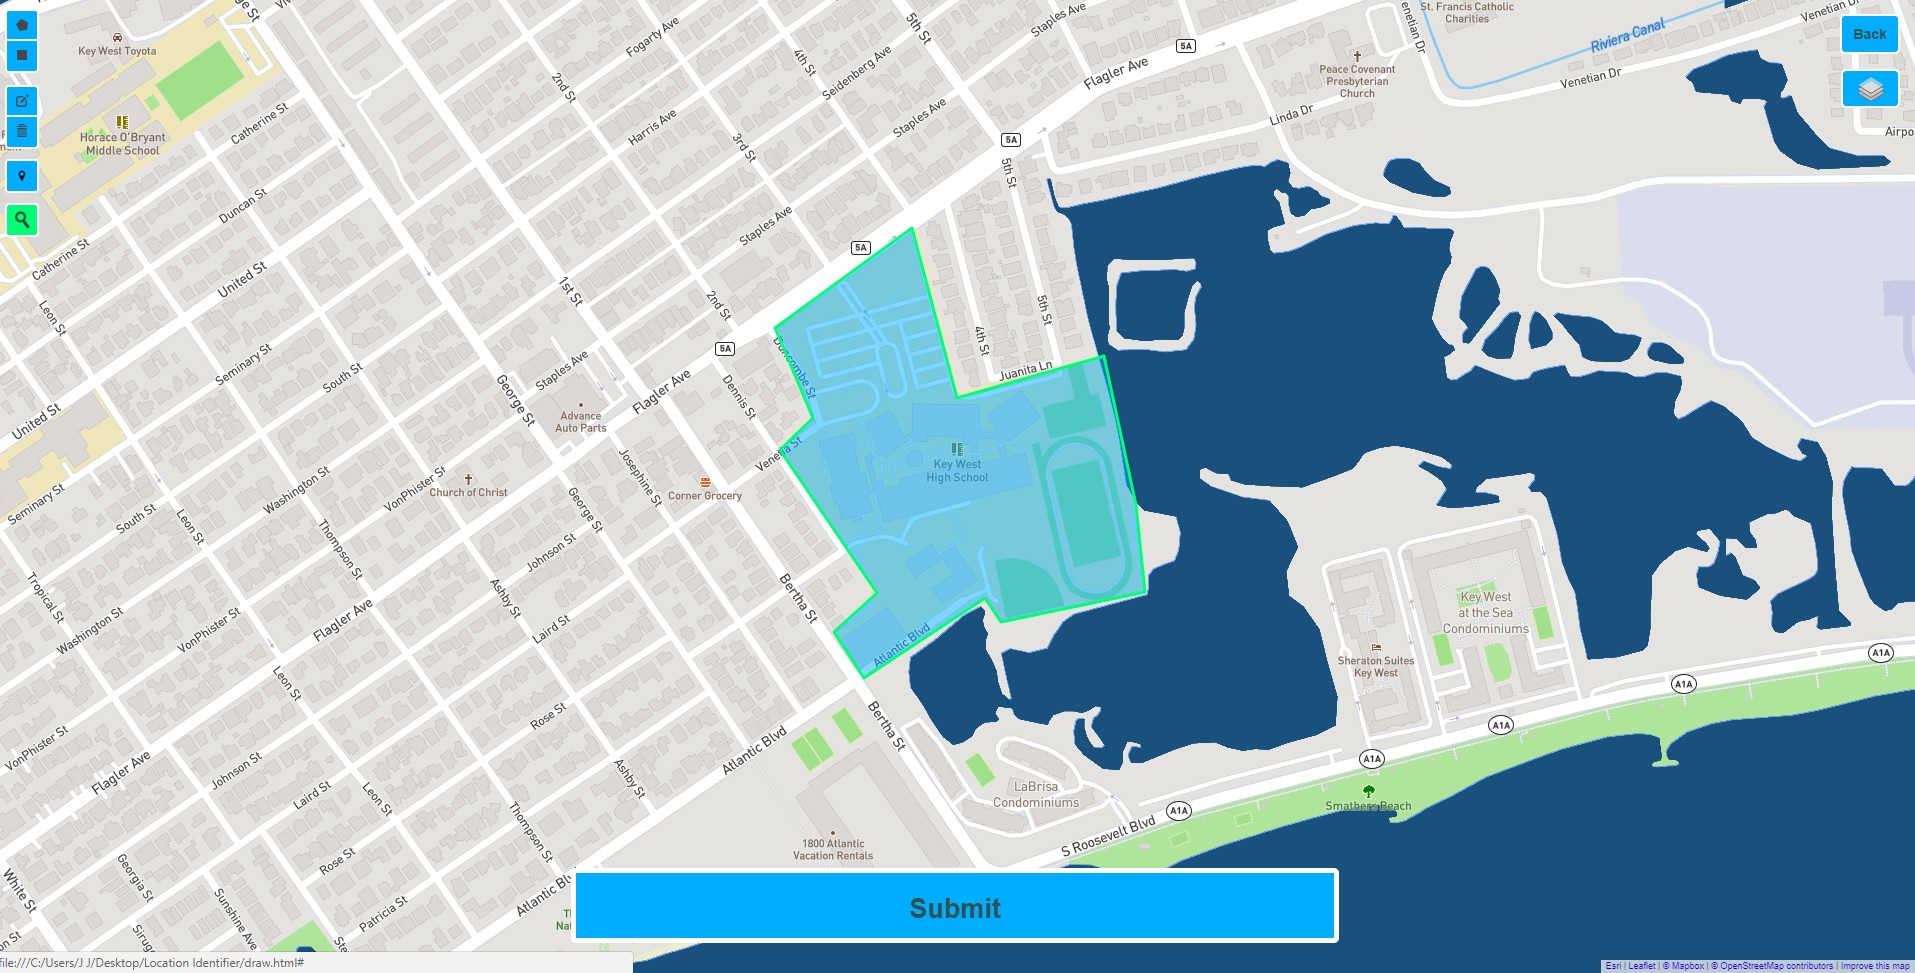 Key West Toyota
Horace O'Bryant
Middle School
Catherine St
Duncan St
United St
Catherine St
Leon St
Seminary St
South St
United St
Seminary St
South St
Leon St
Washington St
VonPhister St
Thompson St
Tropical St
Washington St
VonPhister St
Flagler Ave
Leon St
VonPhister St
Flagler Ave
Johnson St
Laird St
Leon St
Rose St
White St
Georgia St
Sunshine Ave
Patricia St
Fogarty Ave
2nd St
4th St
5th St
Seidenberg Ave
Staples Ave
Harris Ave
3rd St
Staples Ave
Staples Ave
1st St
2nd St
5A
5A
5A
5A
Flagler Ave
Staples Ave
George St
Flagler Ave
Dennis St
Duncombe St
Advance
Auto Parts
Church of Christ
Corner Grocery
Josephine St
George St
Johnson St
Ashby St
Laird St
Bertha St
Rose St
Ashby St
Thompson St
Atlantic Blvd
Bertha St
Atlantic Blvd
Key West
High School
4th St
5th St
5th St
Juanita Ln
Linda Dr
Peace Covenant
Presbyterian
Church
St. Francis Catholic
Charities
Riviera Canal
Venetian Dr
Venetian Dr
Back
Key West
at the Sea
Condominiums
Sheraton Suites
Key West
A1A
A1A
A1A
A1A
A1A
Smathers Beach
S Roosevelt Blvd
LaBrisa
Condominiums
1800 Atlantic
Vacation Rentals
Submit
file:///C:/Users/J J/Desktop/Location Identifier/draw.html#
Esri | Leaflet | © Mapbox | © OpenStreetMap contributors | Improve this map